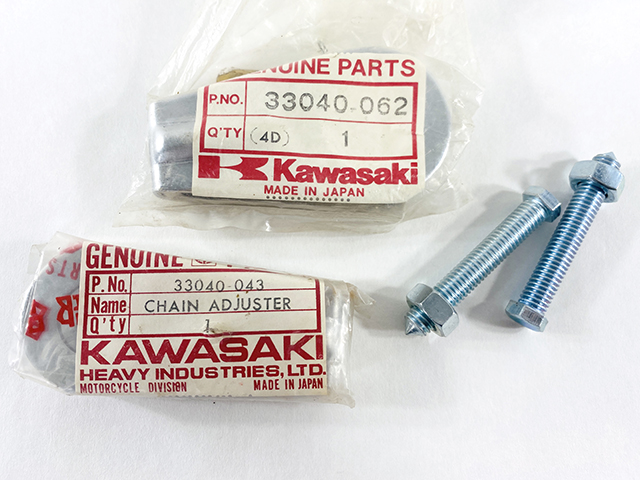 GENUINE PARTS
P.NO. 33040-062
Q'TY (4D) 1
Kawasaki
MADE IN JAPAN
GENUINE
P. No. 33040-043
Name CHAIN ADJUSTER
Q'ty 1
KAWASAKI
HEAVY INDUSTRIES, LTD.
MOTORCYCLE DIVISION MADE IN JAPAN